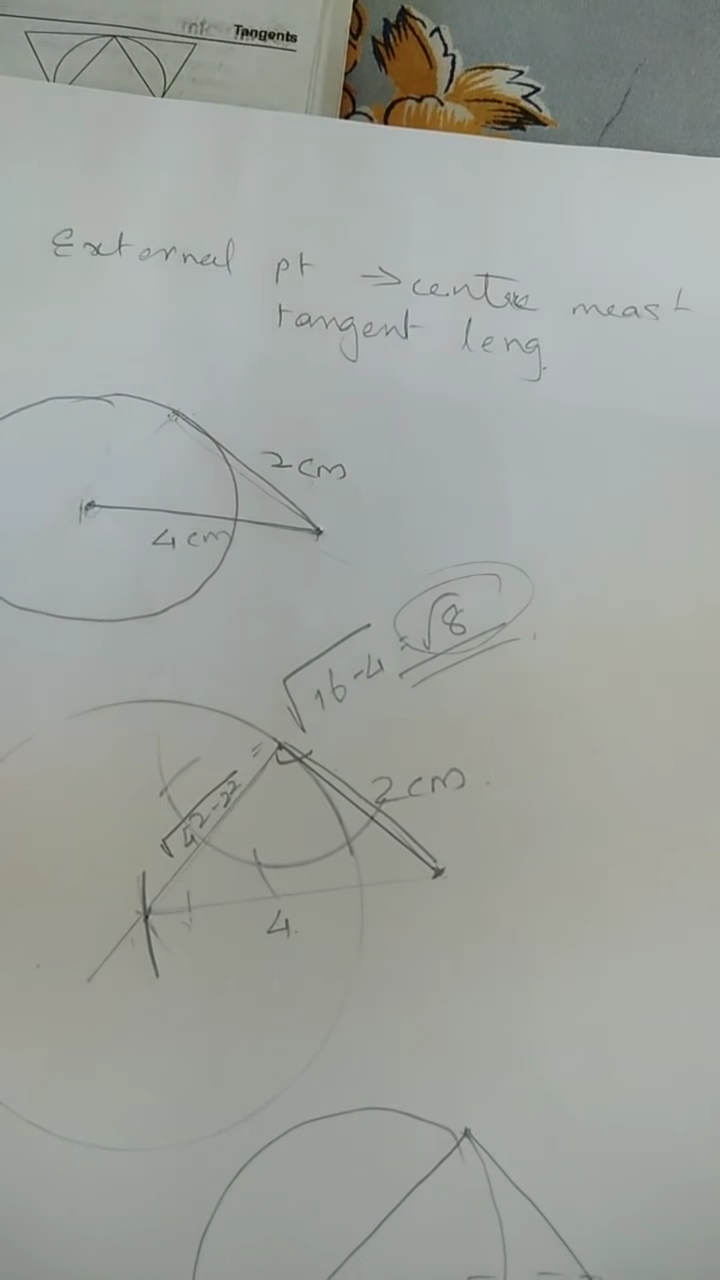 Tangents
External pt → centre meas t
tangent leng.
2cm
4cm
√16-4 = √8
√4²-2²
2cm
4